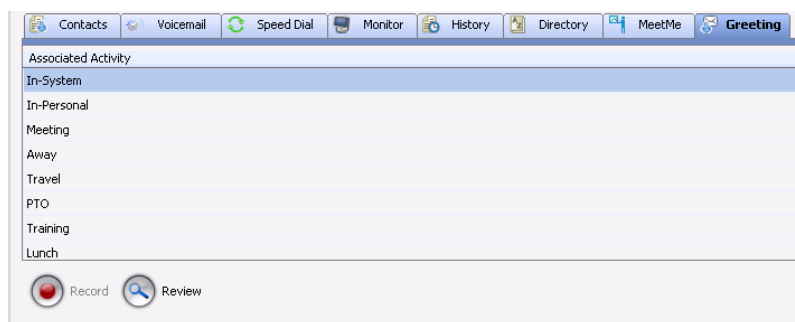 Contacts Voicemail Speed Dial Monitor History Directory MeetMe Greeting
Associated Activity
In-System
In-Personal
Meeting
Away
Travel
PTO
Training
Lunch
Record Review